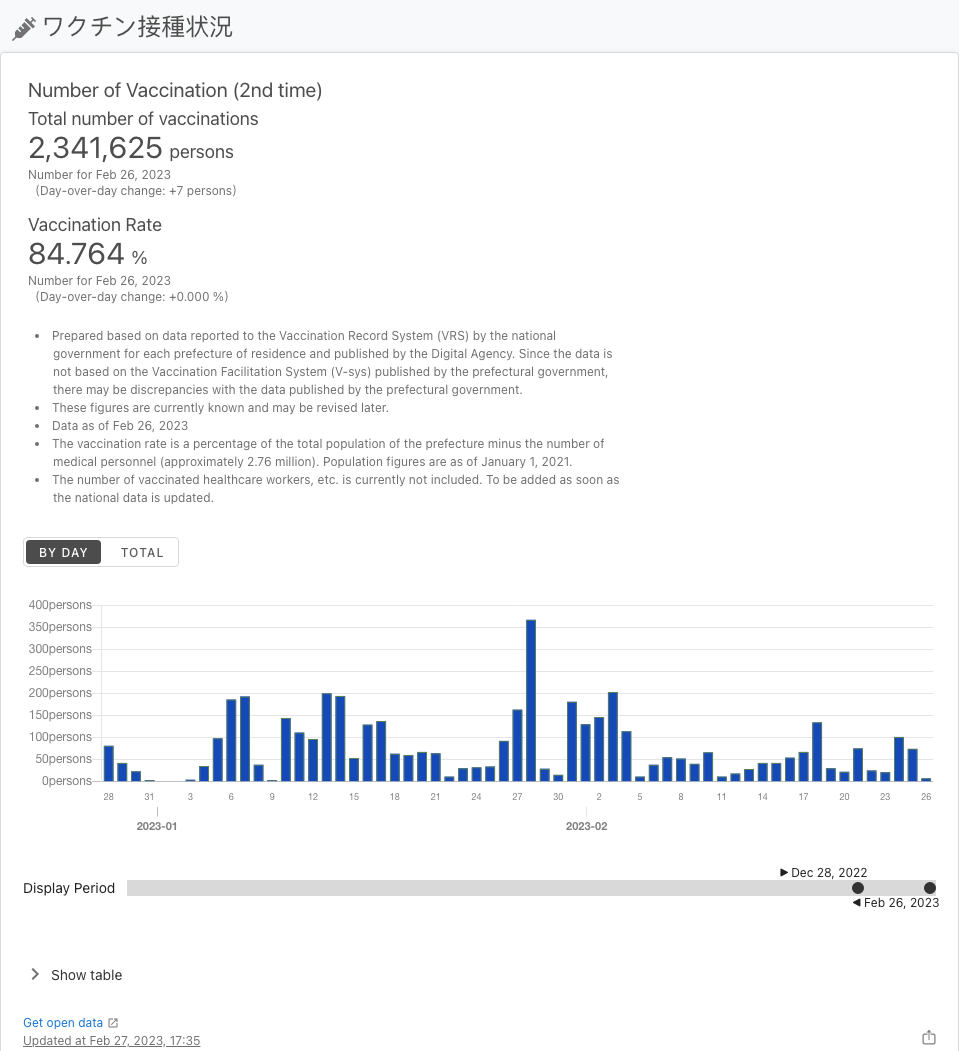 ワクチン接種状況
Number of Vaccination (2nd time)
Total number of vaccinations
2,341,625 persons
Number for Feb 26, 2023
(Day-over-day change: +7 persons)
Vaccination Rate
84.764 %
Number for Feb 26, 2023
(Day-over-day change: +0.000 %)
• Prepared based on data reported to the Vaccination Record System (VRS) by the national
government for each prefecture of residence and published by the Digital Agency. Since the data is
not based on the Vaccination Facilitation System (V-sys) published by the prefectural government,
there may be discrepancies with the data published by the prefectural government.
• These figures are currently known and may be revised later.
• Data as of Feb 26, 2023
• The vaccination rate is a percentage of the total population of the prefecture minus the number of
medical personnel (approximately 2.76 million). Population figures are as of January 1, 2021.
• The number of vaccinated healthcare workers, etc. is currently not included. To be added as soon as
the national data is updated.
BY DAY TOTAL
400persons
350persons
300persons
250persons
200persons
150persons
100persons
50persons
0persons
28 31 3 6 9 12 15 18 21 24 27 30 2 5 8 11 14 17 20 23 26
2023-01 2023-02
▶ Dec 28, 2022
Display Period
◀ Feb 26, 2023
Show table
Get open data
Updated at Feb 27, 2023, 17:35